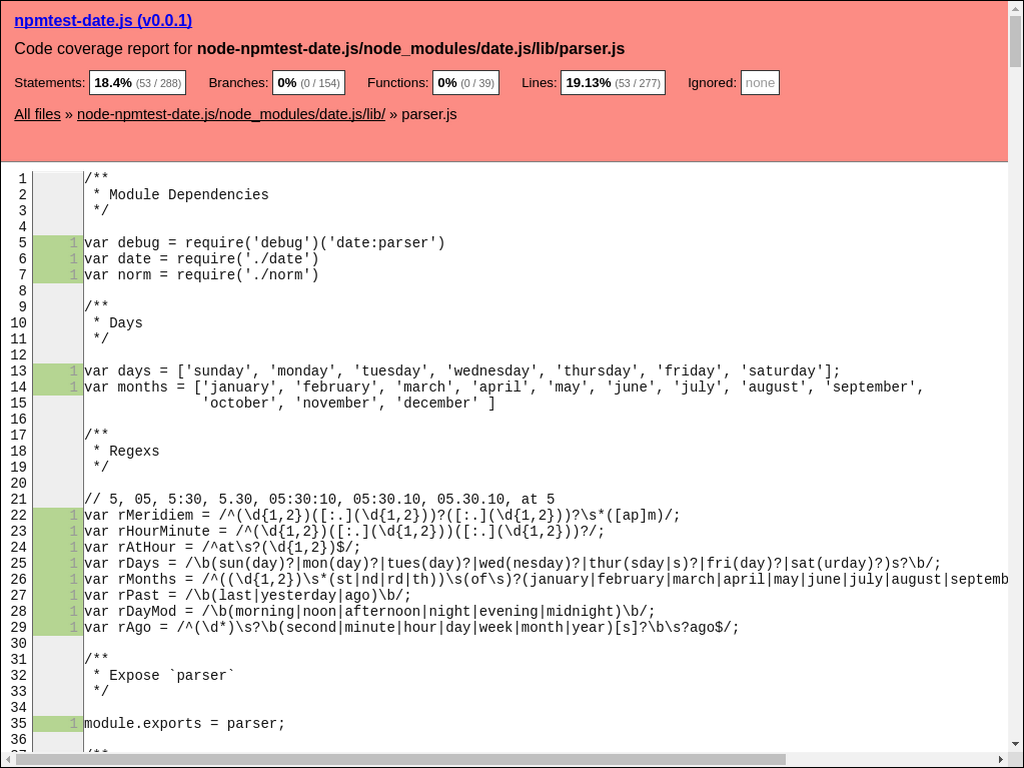 npmtest-date.js (v0.0.1)
Code coverage report for node-npmtest-date.js/node_modules/date.js/lib/parser.js
Statements: 18.4% (53 / 288) Branches: 0% (0 / 154) Functions: 0% (0 / 39) Lines: 19.13% (53 / 277) Ignored: none
All files » node-npmtest-date.js/node_modules/date.js/lib/ » parser.js
1 /**
2  * Module Dependencies
3  */
4
5 1 var debug = require('debug')('date:parser')
6 1 var date = require('./date')
7 1 var norm = require('./norm')
8
9 /**
10  * Days
11  */
12
13 1 var days = ['sunday', 'monday', 'tuesday', 'wednesday', 'thursday', 'friday', 'saturday'];
14 1 var months = ['january', 'february', 'march', 'april', 'may', 'june', 'july', 'august', 'september',
15               'october', 'november', 'december' ]
16
17 /**
18  * Regexs
19  */
20
21 // 5, 05, 5:30, 5.30, 05:30:10, 05:30.10, 05.30.10, at 5
22 1 var rMeridiem = /^(\d{1,2})([:.](\d{1,2}))?([:.](\d{1,2}))?\s*([ap]m)/;
23 1 var rHourMinute = /^(\d{1,2})([:.](\d{1,2}))([:.](\d{1,2}))?/;
24 1 var rAtHour = /^at\s?(\d{1,2})$/;
25 1 var rDays = /\b(sun(day)?|mon(day)?|tues(day)?|wed(nesday)?|thur(sday|s)?|fri(day)?|sat(urday)?)s?\b/;
26 1 var rMonths = /^((\d{1,2})\s*(st|nd|rd|th))\s(of\s)?(january|february|march|april|may|june|july|august|septemb
27 1 var rPast = /\b(last|yesterday|ago)\b/;
28 1 var rDayMod = /\b(morning|noon|afternoon|night|evening|midnight)\b/;
29 1 var rAgo = /^(\d*)\s?\b(second|minute|hour|day|week|month|year)[s]?\b\s?ago$/;
30
31 /**
32  * Expose `parser`
33  */
34
35 1 module.exports = parser;
36
37 /**